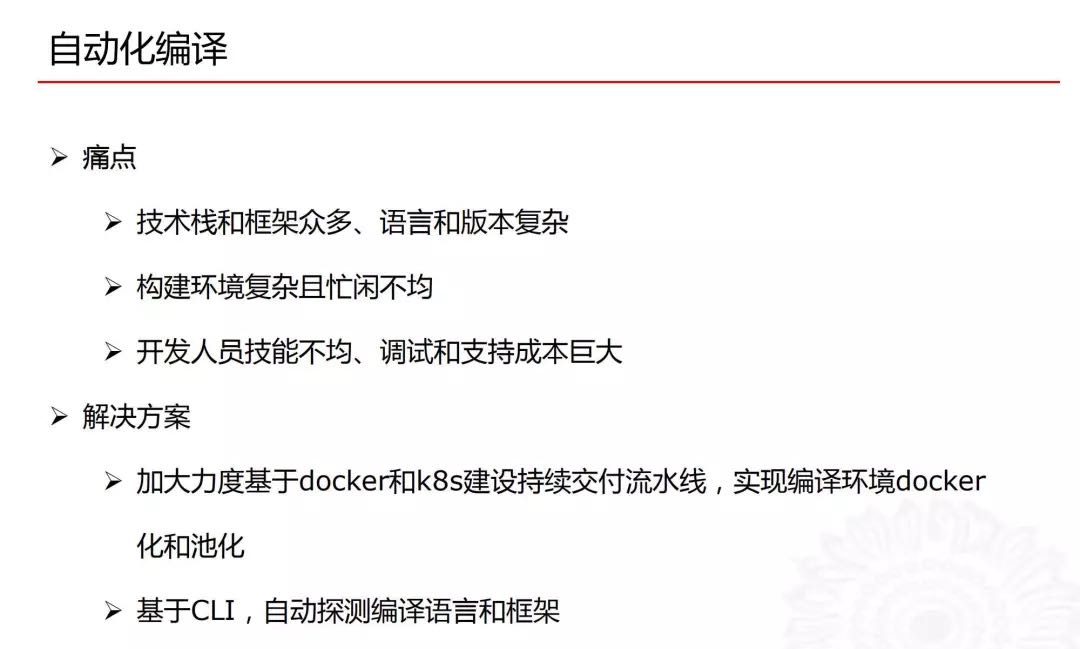 自动化编译
痛点
技术栈和框架众多、语言和版本复杂
构建环境复杂且忙闲不均
开发人员技能不均、调试和支持成本巨大
解决方案
加大力度基于docker和k8s建设持续交付流水线，实现编译环境docker
化和池化
基于CLI，自动探测编译语言和框架